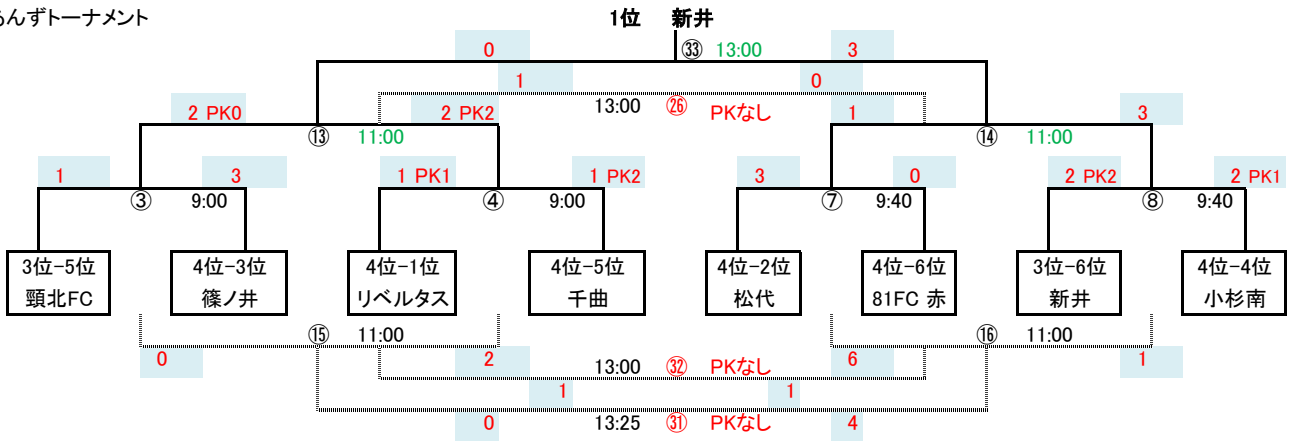 んずトーナメント
1位 新井
0 ㉝ 13:00 3
1 0
13:00 ㉖ PKなし
2 PK0 2 PK2 1 3
⑬ 11:00 ⑭ 11:00
1 3 1 PK1 1 PK2 3 0 2 PK2 2 PK1
③ 9:00 ④ 9:00 ⑦ 9:40 ⑧ 9:40
3位-5位 4位-3位 4位-1位 4位-5位 4位-2位 4位-6位 3位-6位 4位-4位
頸北FC 篠ノ井 リベルタス 千曲 松代 81FC 赤 新井 小杉南
⑮ 11:00 ⑯ 11:00
0 2 6 1
13:00 ㉜ PKなし
1 1
0 13:25 ㉛ PKなし 4